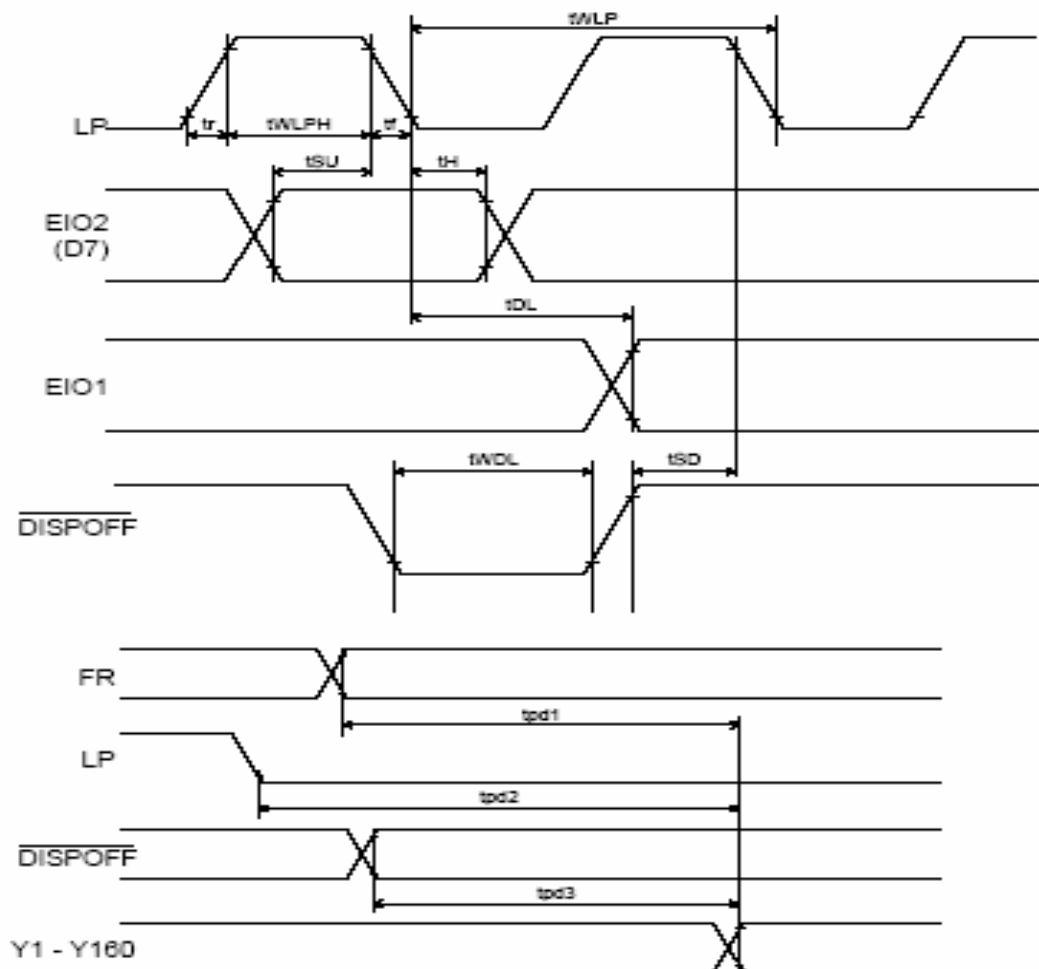 tWLP
LP
tr
tWLPH
tf
tSU
tH
EIO2
(D7)
tDL
EIO1
tWDL
tSD
DISPOFF
FR
tpd1
LP
tpd2
DISPOFF
tpd3
Y1 - Y160